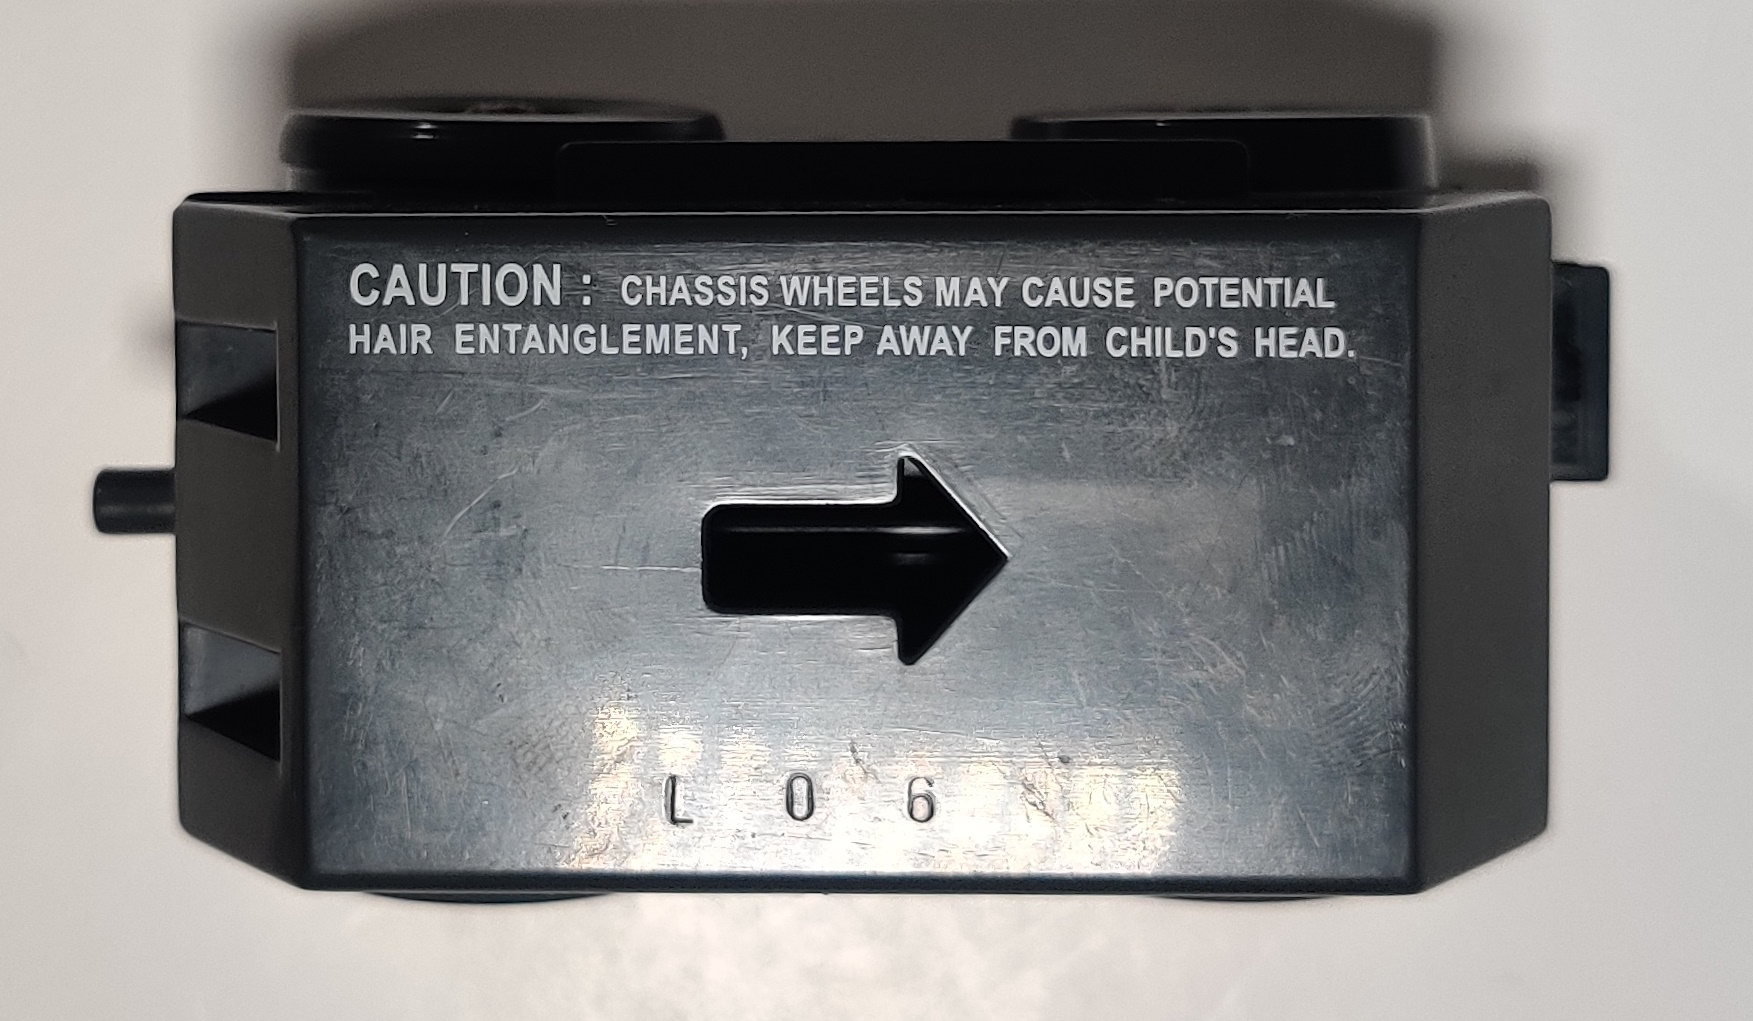 CAUTION : CHASSIS WHEELS MAY CAUSE POTENTIAL
HAIR ENTANGLEMENT, KEEP AWAY FROM CHILD'S HEAD.
L 0 6